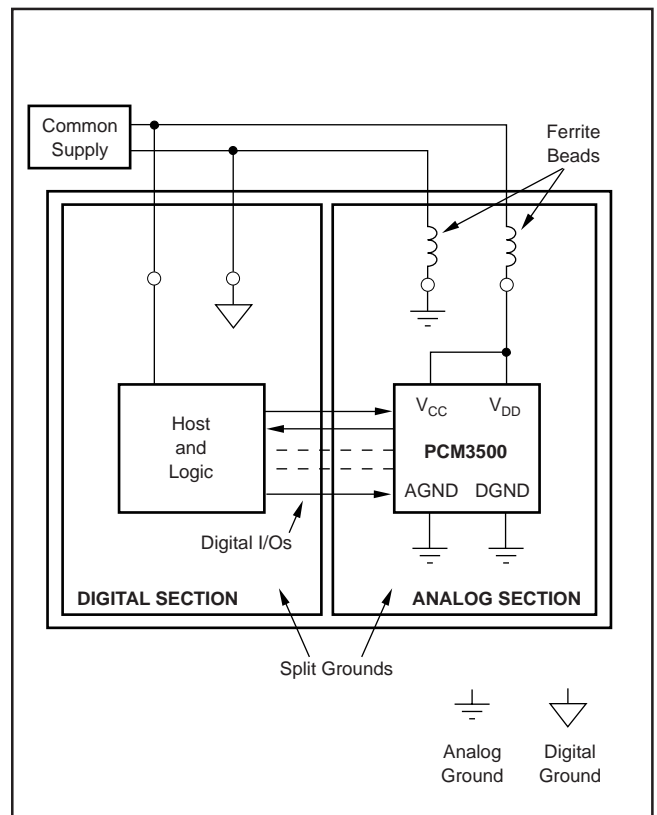 Common
Supply
Ferrite
Beads
Host
and
Logic
VCC VDD
PCM3500
AGND DGND
Digital I/Os
DIGITAL SECTION
ANALOG SECTION
Split Grounds
Analog
Ground
Digital
Ground